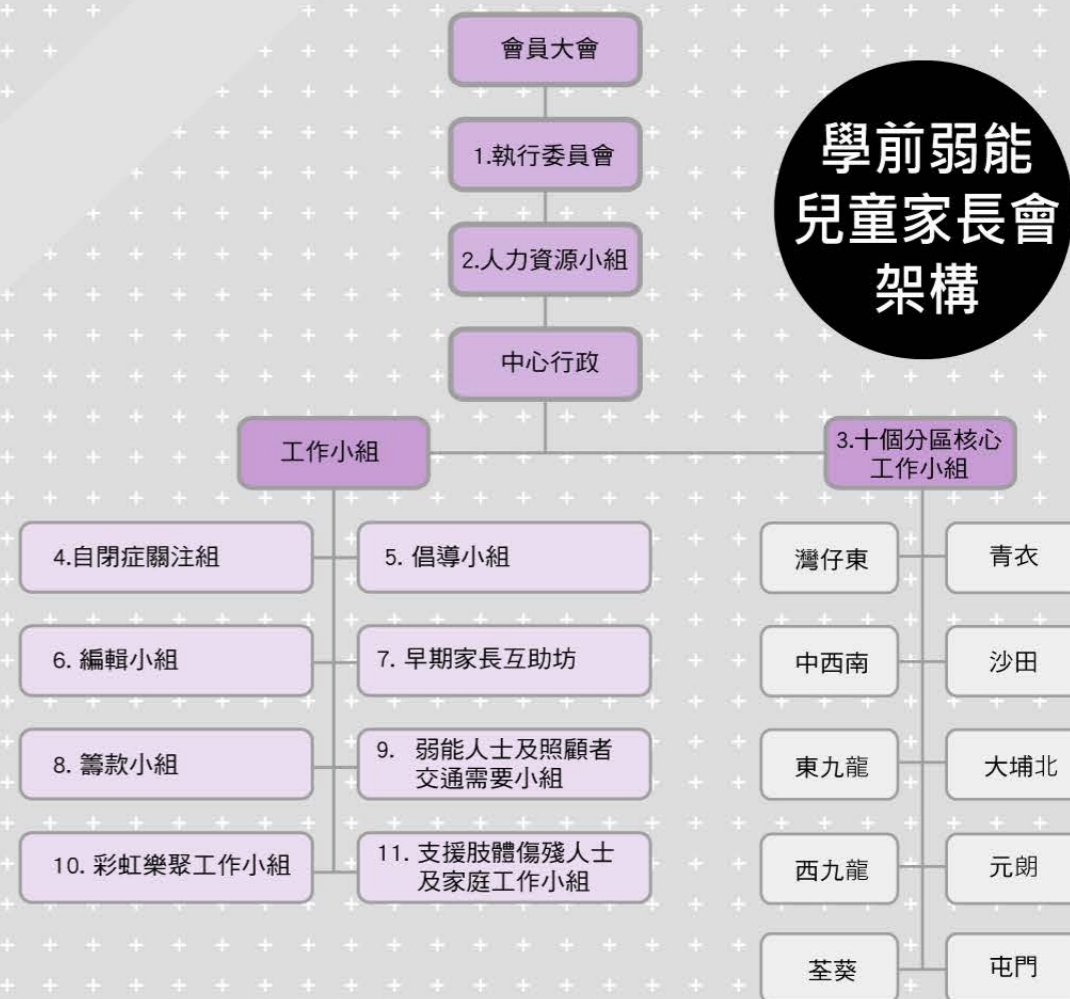 學前弱能
兒童家長會
架構
會員大會
1.執行委員會
2.人力資源小組
中心行政
工作小組
3.十個分區核心
工作小組
4.自閉症關注組
5. 倡導小組
6. 編輯小組
7. 早期家長互助坊
8. 籌款小組
9. 弱能人士及照顧者
交通需要小組
10. 彩虹樂聚工作小組
11. 支援肢體傷殘人士
及家庭工作小組
灣仔東
青衣
中西南
沙田
東九龍
大埔北
西九龍
元朗
荃葵
屯門